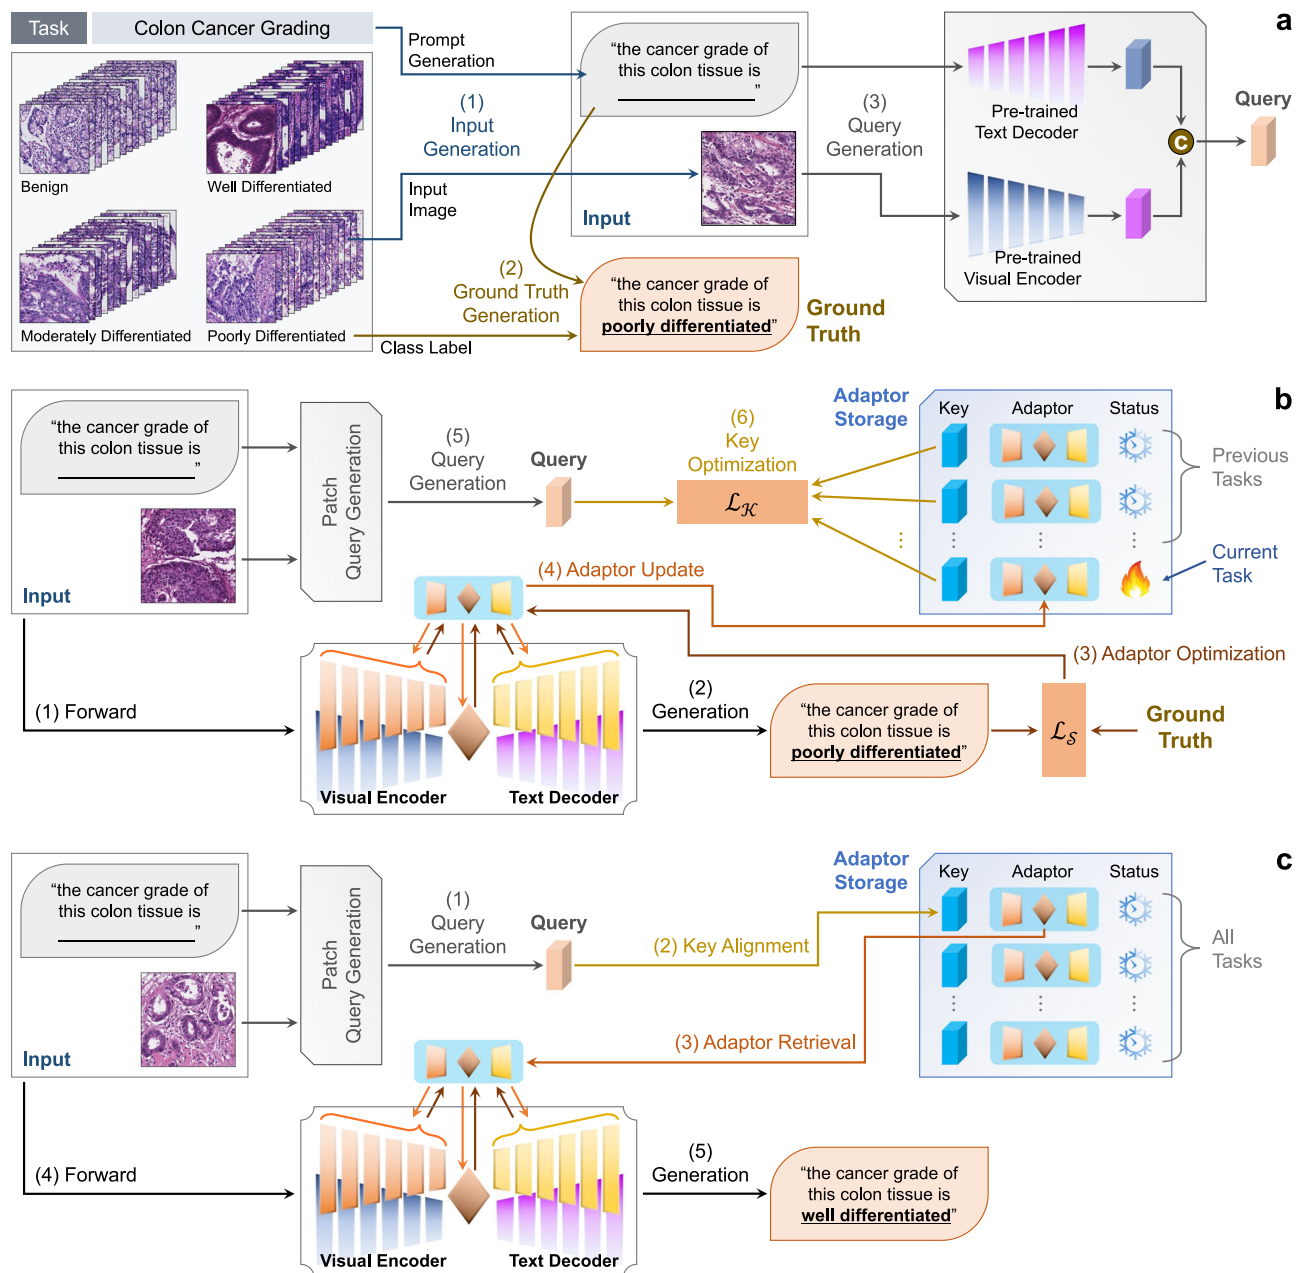 a
Task
Colon Cancer Grading
Benign
Well Differentiated
Moderately Differentiated
Poorly Differentiated
Prompt
Generation
(1)
Input
Generation
Input
Image
“the cancer grade of
this colon tissue is
”
Input
(2)
Ground Truth
Generation
Class Label
“the cancer grade of
this colon tissue is
poorly differentiated”
Ground
Truth
(3)
Query
Generation
Pre-trained
Text Decoder
Pre-trained
Visual Encoder
C
Query
b
“the cancer grade of
this colon tissue is
”
Input
Patch
Query Generation
(5)
Query
Generation
Query
(6)
Key
Optimization
ℒ𝒦
Adaptor
Storage
Key
Adaptor
Status
Previous
Tasks
Current
Task
(4) Adaptor Update
(3) Adaptor Optimization
(1) Forward
Visual Encoder
Text Decoder
(2)
Generation
“the cancer grade of
this colon tissue is
poorly differentiated”
ℒ𝒮
Ground
Truth
c
“the cancer grade of
this colon tissue is
”
Input
Patch
Query Generation
(1)
Query
Generation
Query
(2) Key Alignment
Adaptor
Storage
Key
Adaptor
Status
All
Tasks
(3) Adaptor Retrieval
(4) Forward
Visual Encoder
Text Decoder
(5)
Generation
“the cancer grade of
this colon tissue is
well differentiated”